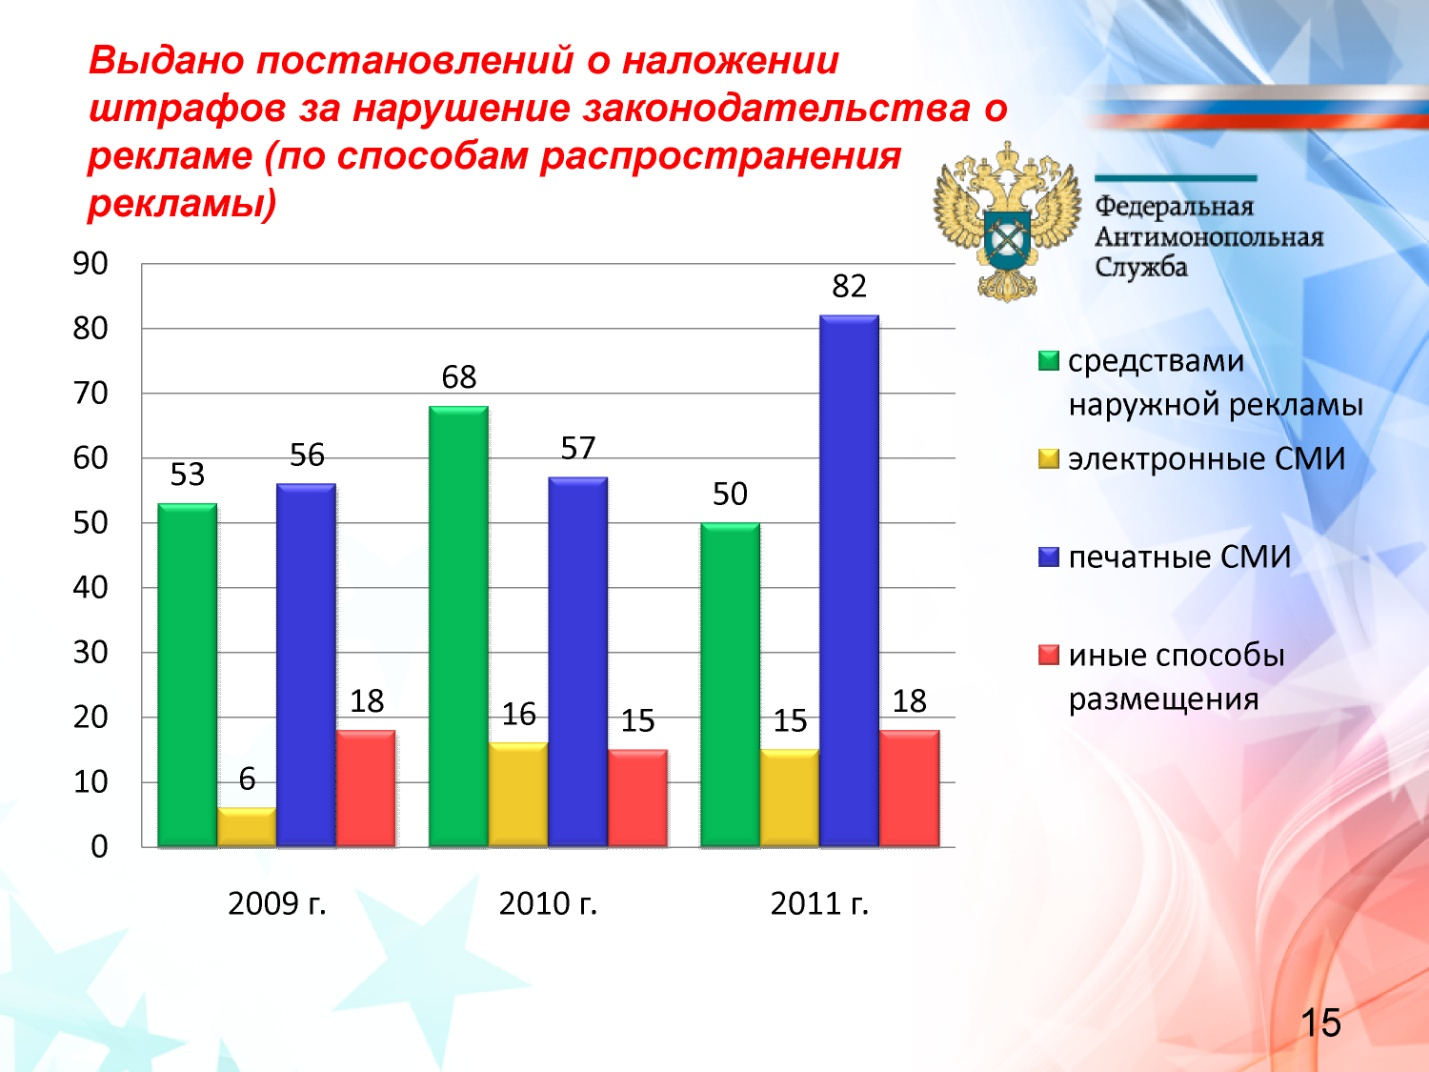 Выдано постановлений о наложении
штрафов за нарушение законодательства о
рекламе (по способам распространения
рекламы)
Федеральная
Антимонопольная
Служба
90
80
70
60
50
40
30
20
10
0
53
6
56
18
68
16
57
15
50
15
82
18
2009 г.
2010 г.
2011 г.
средствами
наружной рекламы
электронные СМИ
печатные СМИ
иные способы
размещения
15